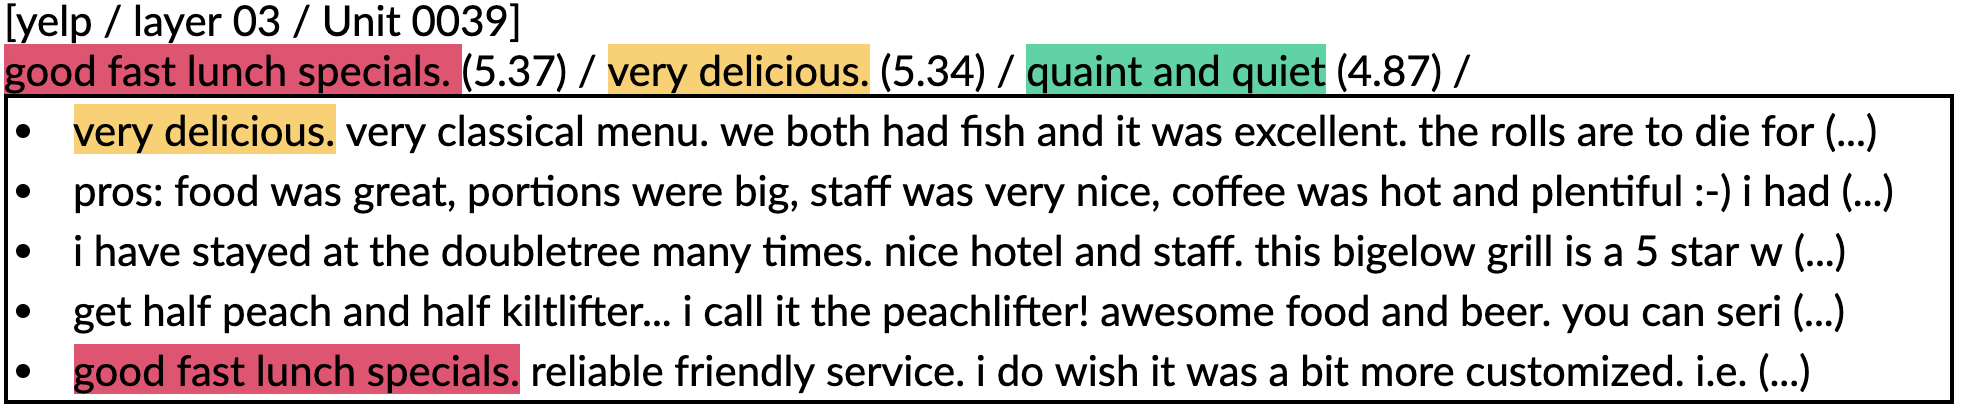 [yelp / layer 03 / Unit 0039]
good fast lunch specials. (5.37) / very delicious. (5.34) / quaint and quiet (4.87) /
• very delicious. very classical menu. we both had fish and it was excellent. the rolls are to die for (...)
• pros: food was great, portions were big, staff was very nice, coffee was hot and plentiful :-) i had (...)
• i have stayed at the doubletree many times. nice hotel and staff. this bigelow grill is a 5 star w (...)
• get half peach and half kiltlifter... i call it the peachlifter! awesome food and beer. you can seri (...)
• good fast lunch specials. reliable friendly service. i do wish it was a bit more customized. i.e. (...)